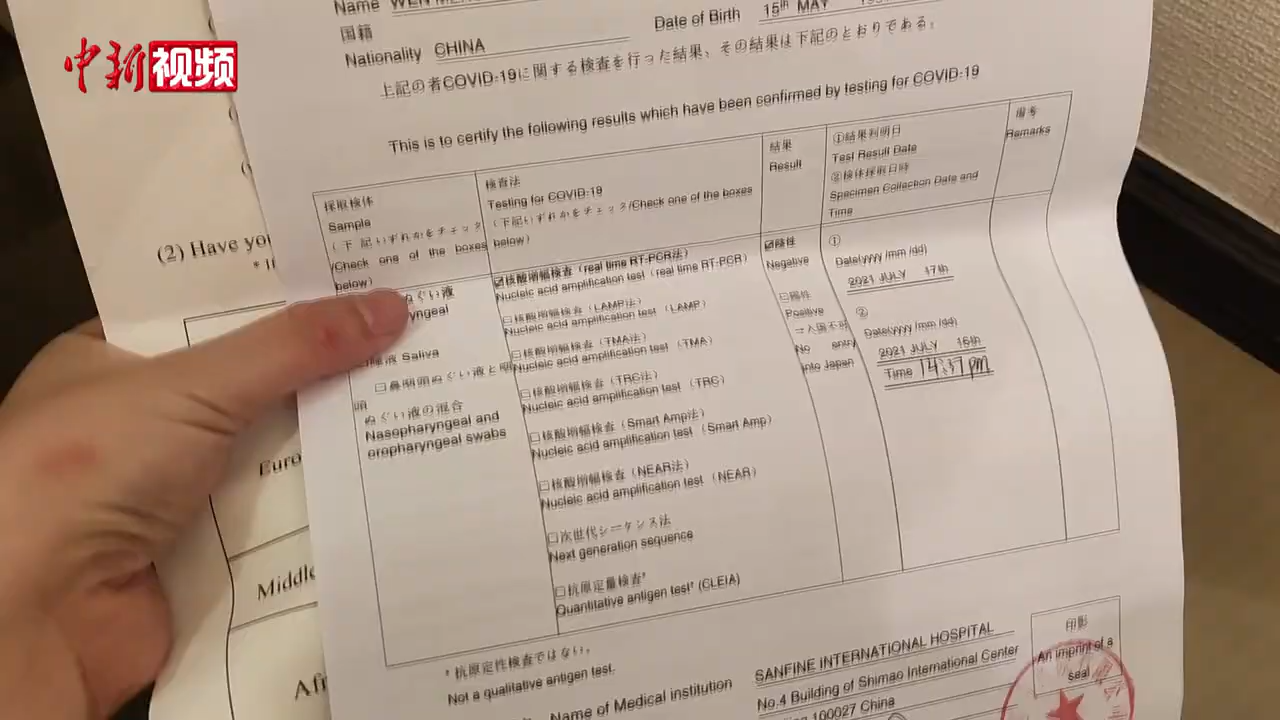 中新视频
Name
国籍
Date of Birth 15th MAY
Nationality CHINA
上記の者COVID-19に関する検査を行った結果、その結果は下記のとおりである。
This is to certify the following results which have been confirmed by testing for COVID-19
採取検体
Sample
(下記いずれかをチェック
/Check one of the boxes
below)
検査法
Testing for COVID-19
(下記いずれかをチェック/Check one of the boxes
below)
結果
Result
①結果判明日
Test Result Date
②検体採取日時
Specimen Collection Date and
Time
備考
Remarks
ぬぐい液
yngeal
唾液 Saliva
□鼻咽頭ぬぐい液と咽
頭
ぬぐい液の混合
Nasopharyngeal and
oropharyngeal swabs
☑核酸増幅検査(real time RT-PCR法)
Nucleic acid amplification test (real time RT-PCR)
□核酸増幅検査(LAMP法)
Nucleic acid amplification test (LAMP)
□核酸増幅検査(TMA法)
Nucleic acid amplification test (TMA)
□核酸増幅検査(TRC法)
Nucleic acid amplification test (TRC)
□核酸増幅検査(Smart Amp法)
Nucleic acid amplification test (Smart Amp)
□核酸増幅検査(NEAR法)
Nucleic acid amplification test (NEAR)
□次世代シーケンス法
Next generation sequence
□抗原定量検査*
Quantitative antigen test* (CLEIA)
☑陰性
Negative
□陽性
Positive
→入国不可
No entry
into Japan
①
Date(yyyy /mm /dd)
2021 JULY 17th
②
Date(yyyy /mm /dd)
2021 JULY 16th
Time 14:37pm
* 抗原定性検査ではない。
Not a qualitative antigen test.
Name of Medical institution
SANFINE INTERNATIONAL HOSPITAL
No.4 Building of Shimao International Center
100027 China
印影
An imprint of a
seal
(2) Have you
Euro
Middle
Afr